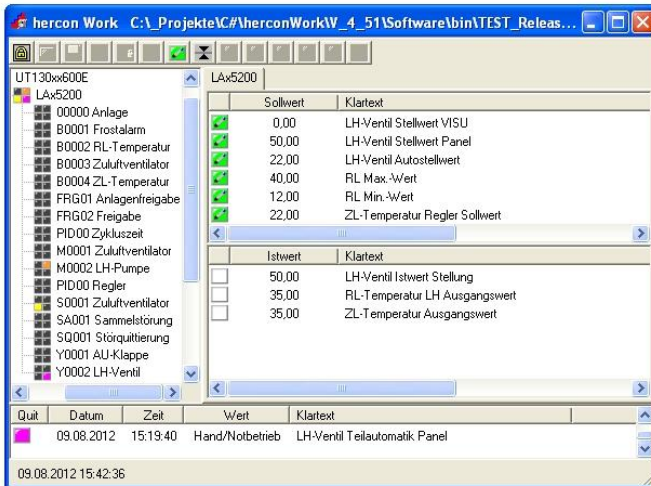 hercon Work C:\_Projekte\C#\herconWork\V_4_51\Software\bin\TEST_Releas...
UT130xx600E
LAx5200
00000 Anlage
B0001 Frostalarm
B0002 RL-Temperatur
B0003 Zuluftventilator
B0004 ZL-Temperatur
FRG01 Anlagenfreigabe
FRG02 Freigabe
PID00 Zykluszeit
M0001 Zuluftventilator
M0002 LH-Pumpe
PID00 Regler
S0001 Zuluftventilator
SA001 Sammelstörung
SQ001 Störquittierung
Y0001 AU-Klappe
Y0002 LH-Ventil
LAx5200
Sollwert Klartext
0,00 LH-Ventil Stellwert VISU
50,00 LH-Ventil Stellwert Panel
22,00 LH-Ventil Autostellwert
40,00 RL Max.-Wert
12,00 RL Min.-Wert
22,00 ZL-Temperatur Regler Sollwert
Istwert Klartext
50,00 LH-Ventil Istwert Stellung
35,00 RL-Temperatur LH Ausgangswert
35,00 ZL-Temperatur Ausgangswert
Quit Datum Zeit Wert Klartext
09.08.2012 15:19:40 Hand/Notbetrieb LH-Ventil Teilautomatik Panel
09.08.2012 15:42:36